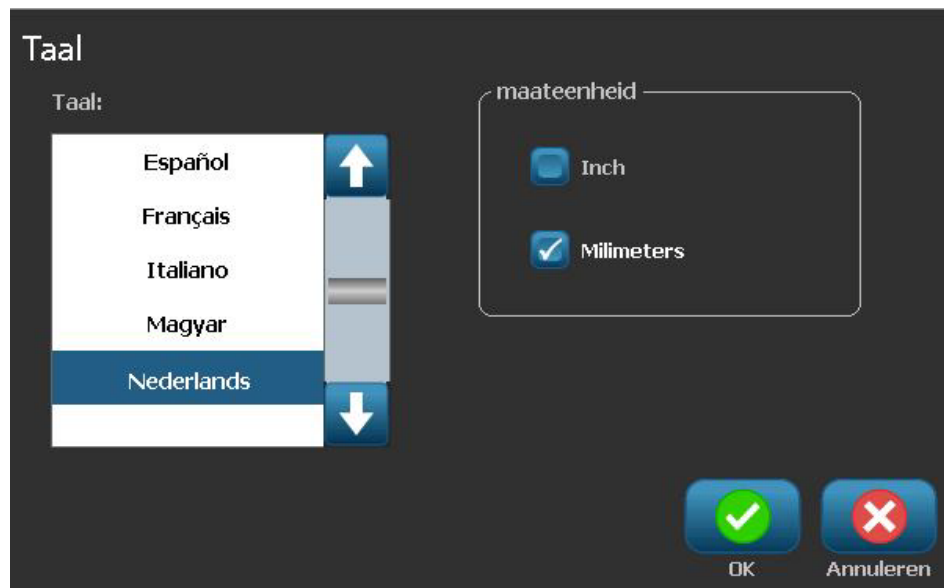 Taal
Taal:
Español
Français
Italiano
Magyar
Nederlands
maateenheid
Inch
Milimeters
OK
Annuleren